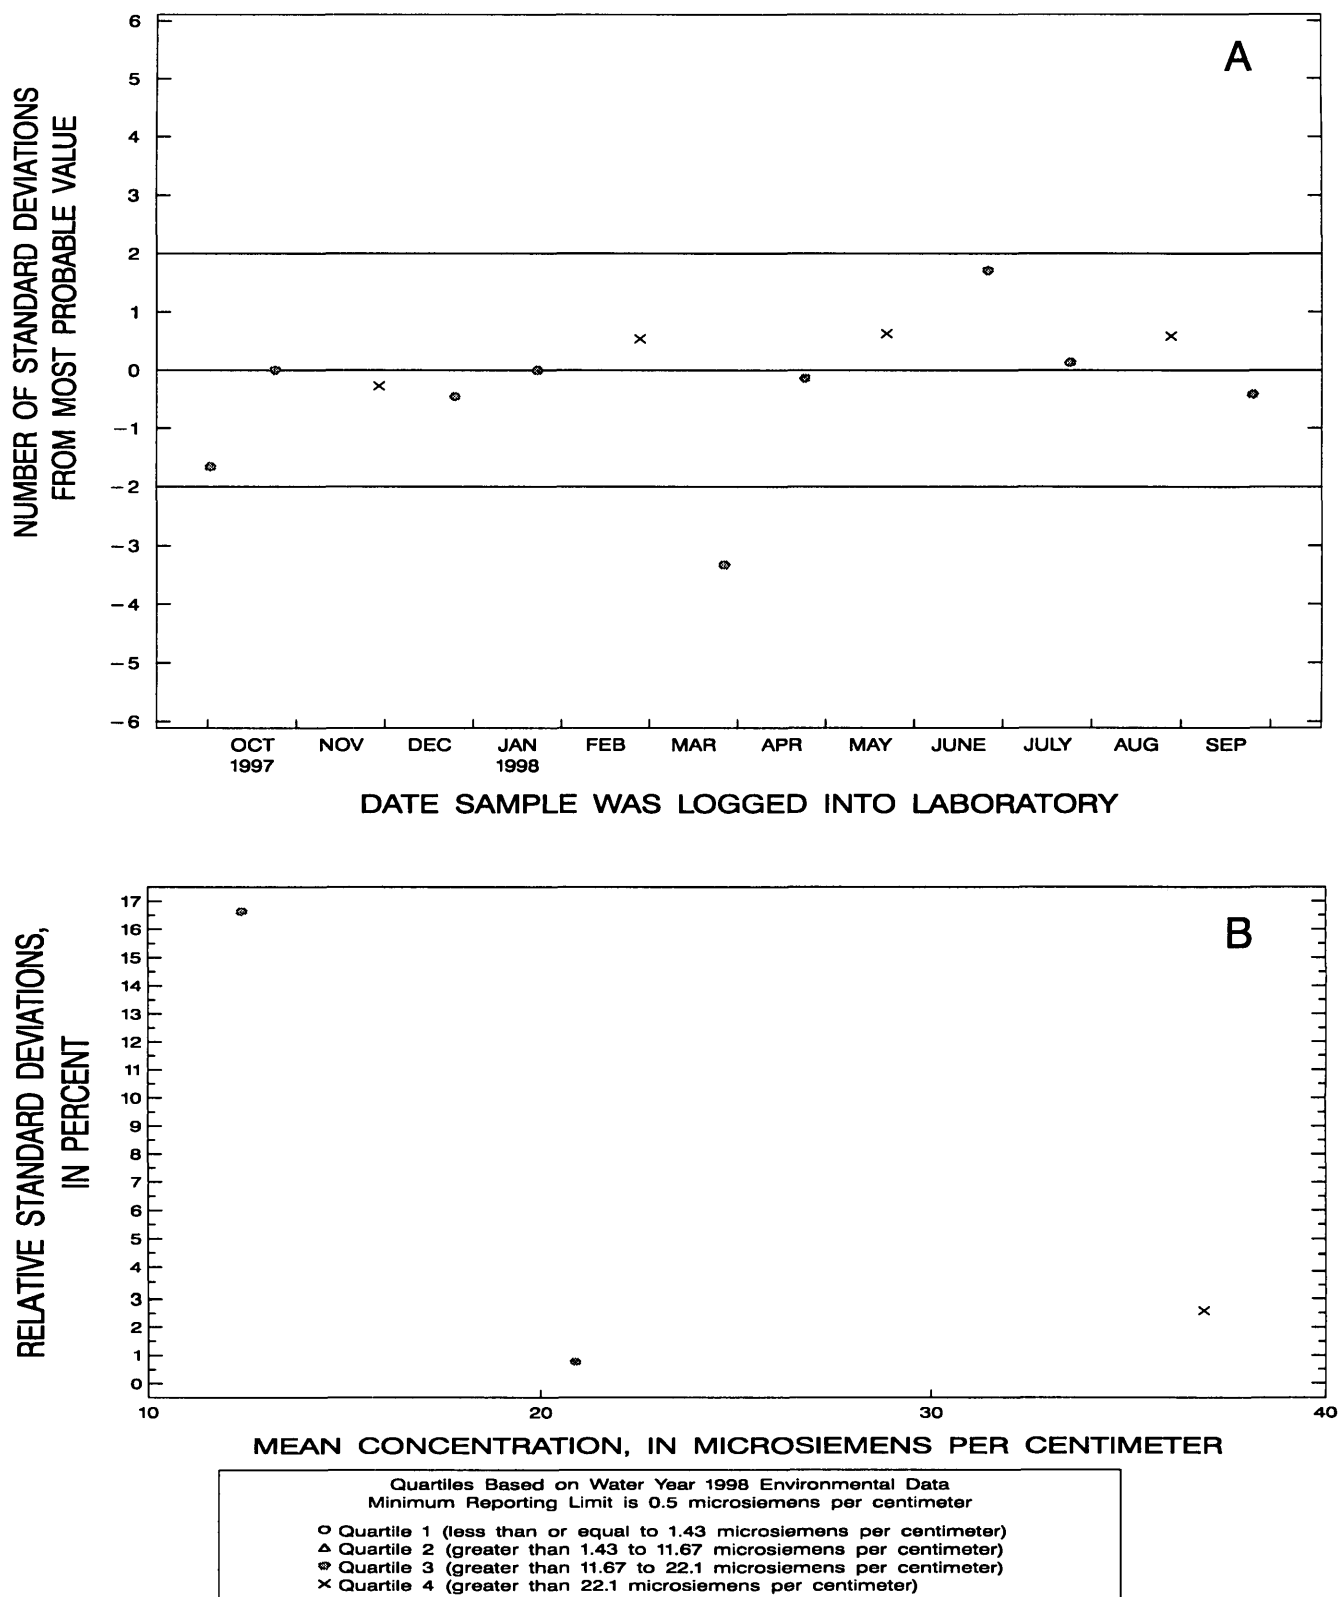 A
NUMBER OF STANDARD DEVIATIONS
FROM MOST PROBABLE VALUE
6
5
4
3
2
1
0
−1
−2
−3
−4
−5
−6
OCT NOV DEC JAN FEB MAR APR MAY JUNE JULY AUG SEP
1997 1998
DATE SAMPLE WAS LOGGED INTO LABORATORY
B
RELATIVE STANDARD DEVIATIONS,
IN PERCENT
17
16
15
14
13
12
11
10
9
8
7
6
5
4
3
2
1
0
10 20 30 40
MEAN CONCENTRATION, IN MICROSIEMENS PER CENTIMETER
Quartiles Based on Water Year 1998 Environmental Data
Minimum Reporting Limit is 0.5 microsiemens per centimeter
Quartile 1 (less than or equal to 1.43 microsiemens per centimeter)
Quartile 2 (greater than 1.43 to 11.67 microsiemens per centimeter)
Quartile 3 (greater than 11.67 to 22.1 microsiemens per centimeter)
Quartile 4 (greater than 22.1 microsiemens per centimeter)